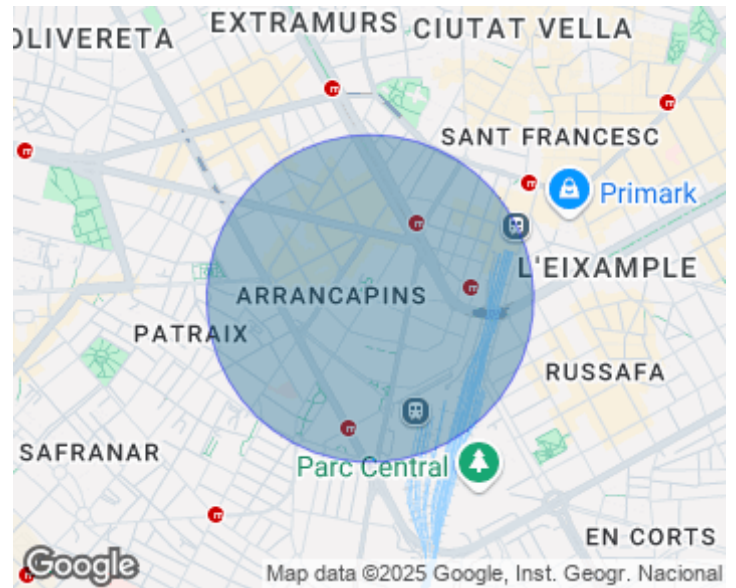 EXTRAMURS
CIUTAT VELLA
OLIVERETA
SANT FRANCESC
Primark
L'EIXAMPLE
ARRANCAPINS
PATRAIX
RUSSAFA
SAFRANAR
Parc Central
EN CORTS
Google
Map data ©2025 Google, Inst. Geogr. Nacional